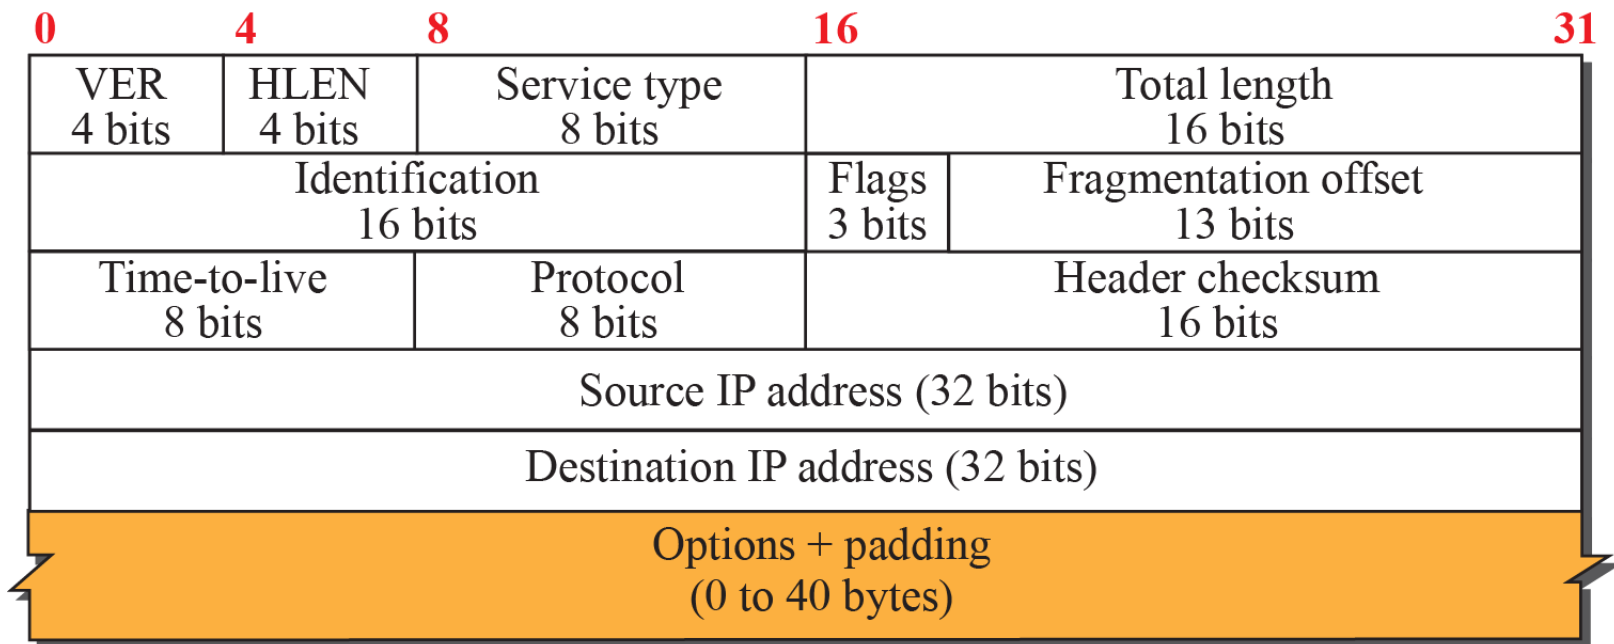 0 4 8 16 31
VER HLEN Service type Total length
4 bits 4 bits 8 bits 16 bits
Identification Flags Fragmentation offset
16 bits 3 bits 13 bits
Time-to-live Protocol Header checksum
8 bits 8 bits 16 bits
Source IP address (32 bits)
Destination IP address (32 bits)
Options + padding
(0 to 40 bytes)